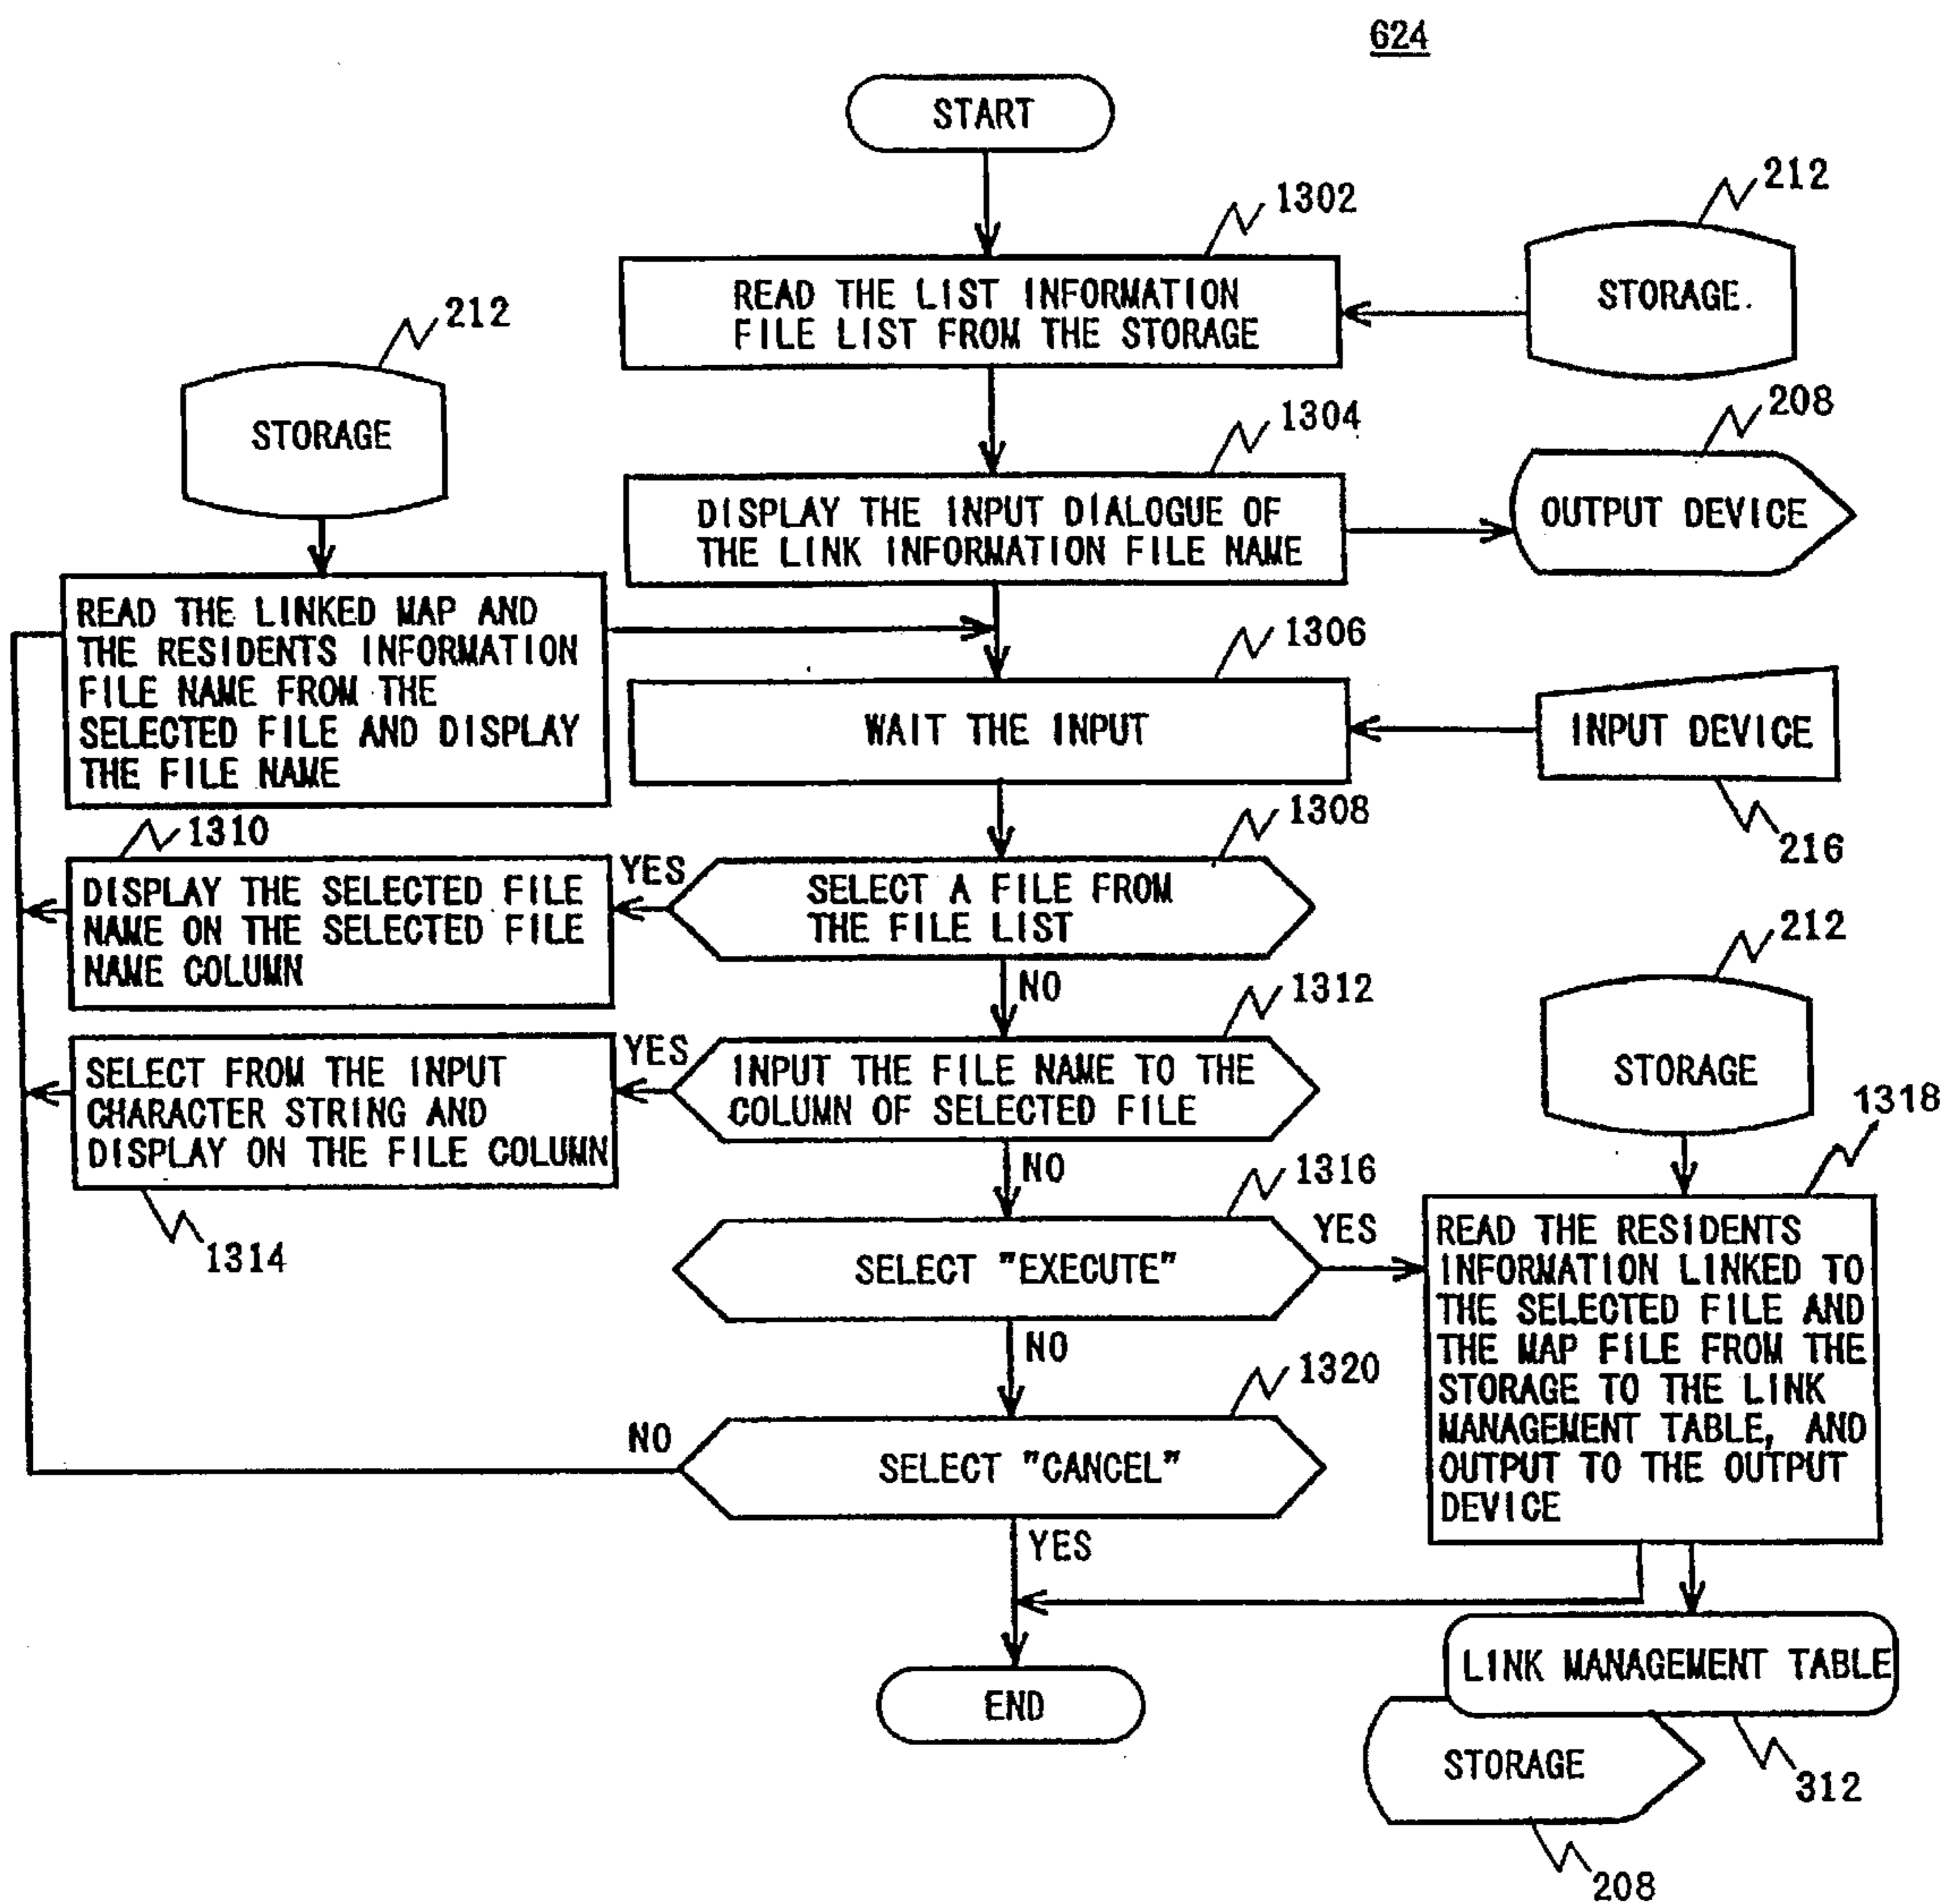 624
START
1302
212
READ THE LIST INFORMATION
FILE LIST FROM THE STORAGE
STORAGE.
212
STORAGE
1304
208
DISPLAY THE INPUT DIALOGUE OF
THE LINK INFORMATION FILE NAME
OUTPUT DEVICE
READ THE LINKED MAP AND
THE RESIDENTS INFORMATION
FILE NAME FROM THE
SELECTED FILE AND DISPLAY
THE FILE NAME
1306
WAIT THE INPUT
INPUT DEVICE
216
1310
1308
DISPLAY THE SELECTED FILE
NAME ON THE SELECTED FILE
NAME COLUMN
YES
SELECT A FILE FROM
THE FILE LIST
NO
1312
212
STORAGE
SELECT FROM THE INPUT
CHARACTER STRING AND
DISPLAY ON THE FILE COLUMN
1314
YES
INPUT THE FILE NAME TO THE
COLUMN OF SELECTED FILE
NO
1316
1318
SELECT "EXECUTE"
YES
READ THE RESIDENTS
INFORMATION LINKED TO
THE SELECTED FILE AND
THE MAP FILE FROM THE
STORAGE TO THE LINK
MANAGEMENT TABLE, AND
OUTPUT TO THE OUTPUT
DEVICE
NO
1320
NO
SELECT "CANCEL"
YES
END
LINK MANAGEMENT TABLE
312
STORAGE
208